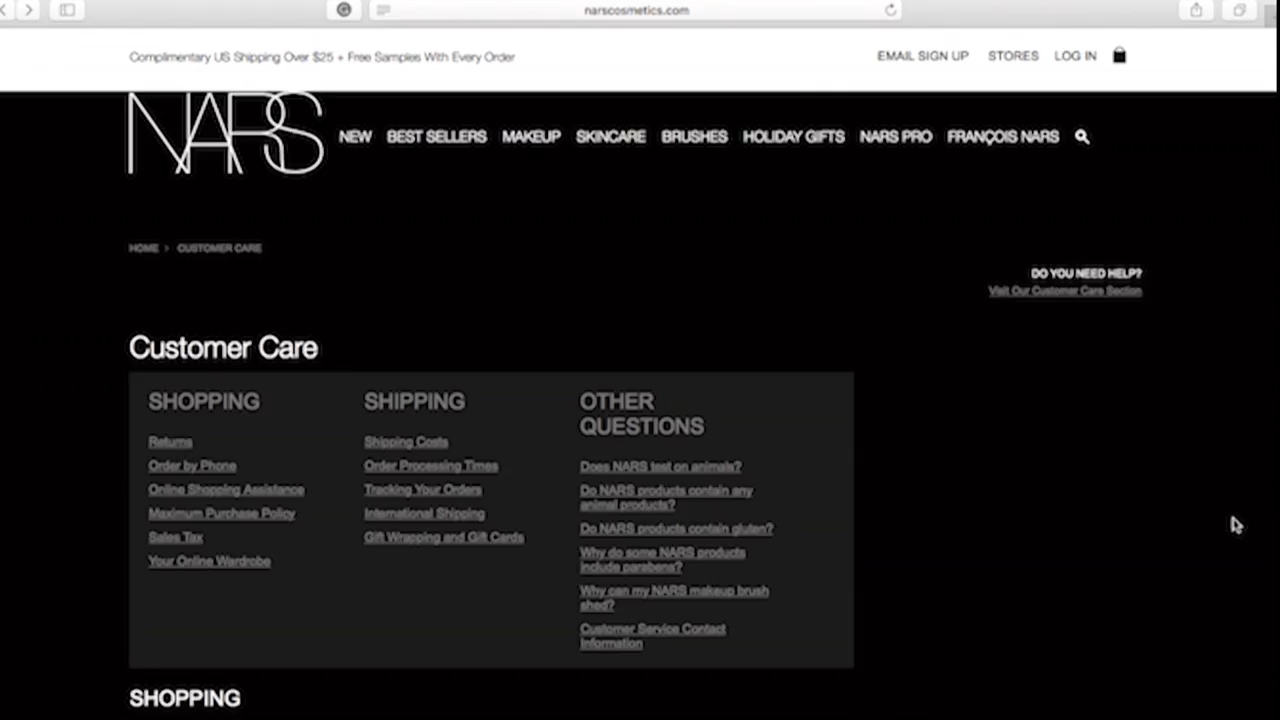 narscosmetics.com
Complimentary US Shipping Over $25 + Free Samples With Every Order
EMAIL SIGN UP
STORES
LOG IN
NARS
NEW
BEST SELLERS
MAKEUP
SKINCARE
BRUSHES
HOLIDAY GIFTS
NARS PRO
FRANÇOIS NARS
HOME > CUSTOMER CARE
DO YOU NEED HELP?
Visit Our Customer Care Section
Customer Care
SHOPPING
Returns
Order by Phone
Online Shopping Assistance
Maximum Purchase Policy
Sales Tax
Your Online Wardrobe
SHIPPING
Shipping Costs
Order Processing Times
Tracking Your Orders
International Shipping
Gift Wrapping and Gift Cards
OTHER
QUESTIONS
Does NARS test on animals?
Do NARS products contain any
animal products?
Do NARS products contain gluten?
Why do some NARS products
include parabens?
Why can my NARS makeup brush
shed?
Customer Service Contact
Information
SHOPPING